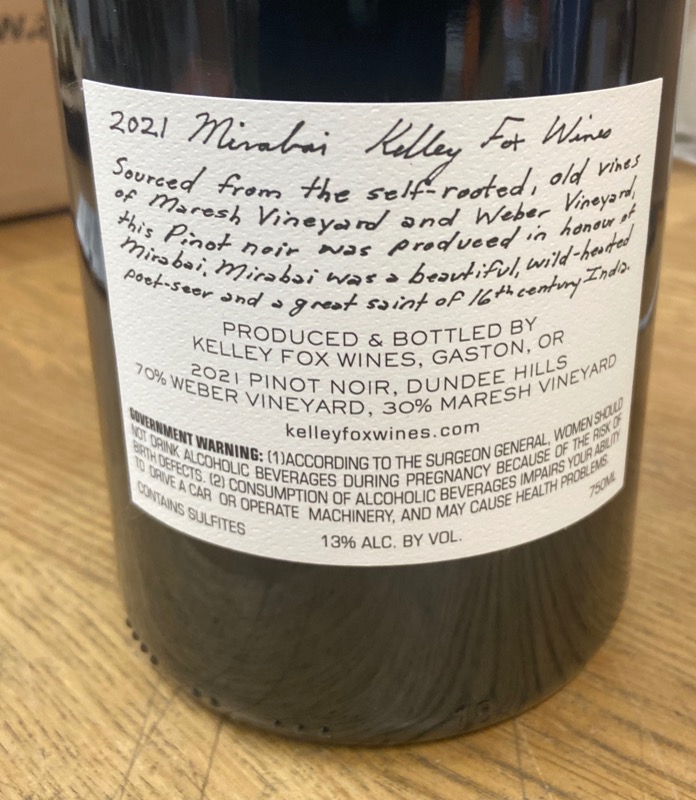 2021 Mirabai Kelley Fox Wines
Sourced from the self-rooted, old vines
of Maresh Vineyard and Weber Vineyard,
this Pinot noir was produced in honour of
Mirabai. Mirabai was a beautiful, wild-hearted
poet-seer and a great saint of 16th century India.
PRODUCED & BOTTLED BY
KELLEY FOX WINES, GASTON, OR
2021 PINOT NOIR, DUNDEE HILLS
70% WEBER VINEYARD, 30% MARESH VINEYARD
kelleyfoxwines.com
GOVERNMENT WARNING: (1)ACCORDING TO THE SURGEON GENERAL, WOMEN SHOULD
NOT DRINK ALCOHOLIC BEVERAGES DURING PREGNANCY BECAUSE OF THE RISK OF
BIRTH DEFECTS. (2) CONSUMPTION OF ALCOHOLIC BEVERAGES IMPAIRS YOUR ABILITY
TO DRIVE A CAR OR OPERATE MACHINERY, AND MAY CAUSE HEALTH PROBLEMS.
CONTAINS SULFITES
750ML
13% ALC. BY VOL.